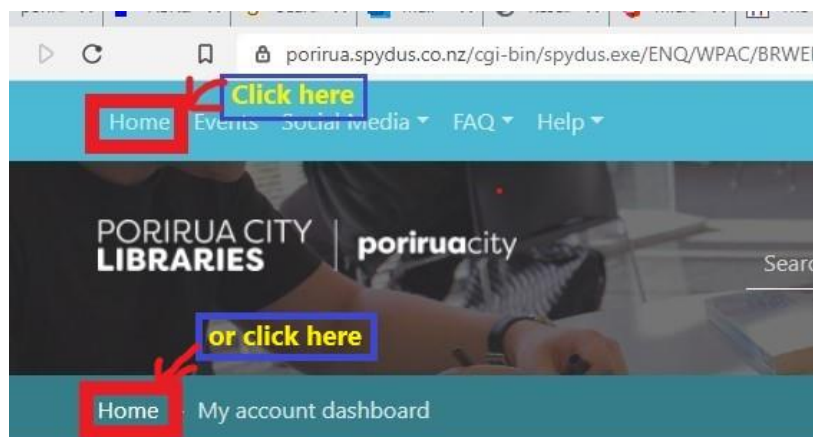 porirua.spydus.co.nz/cgi-bin/spydus.exe/ENQ/WPAC/
Click here
Home Events Social Media FAQ Help
PORIRUA CITY
LIBRARIES
poriruacity
or click here
Home My account dashboard